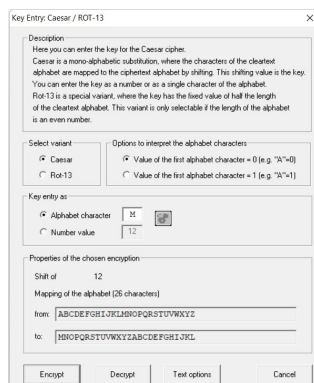 Key Entry: Caesar / ROT-13
Description
Here you can enter the key for the Caesar cipher.
Caesar is a mono-alphabetic substitution, where the characters of the cleartext
alphabet are mapped to the ciphertext alphabet by shifting. This shifting value is the key.
You can enter the key as a number or as a single character of the alphabet.
Rot-13 is a special variant, where the key has the fixed value of half the length
of the cleartext alphabet. This variant is only selectable if the length of the alphabet
is an even number.
Select variant
Caesar
Rot-13
Options to interpret the alphabet characters
Value of the first alphabet character = 0 (e.g. "A"=0)
Value of the first alphabet character = 1 (e.g. "A"=1)
Key entry as
Alphabet character M
Number value 12
Properties of the chosen encryption
Shift of 12
Mapping of the alphabet (26 characters)
from: ABCDEFGHIJKLMNOPQRSTUVWXYZ
to: MNOPQRSTUVWXYZABCDEFGHIJKL
Encrypt Decrypt Text options Cancel